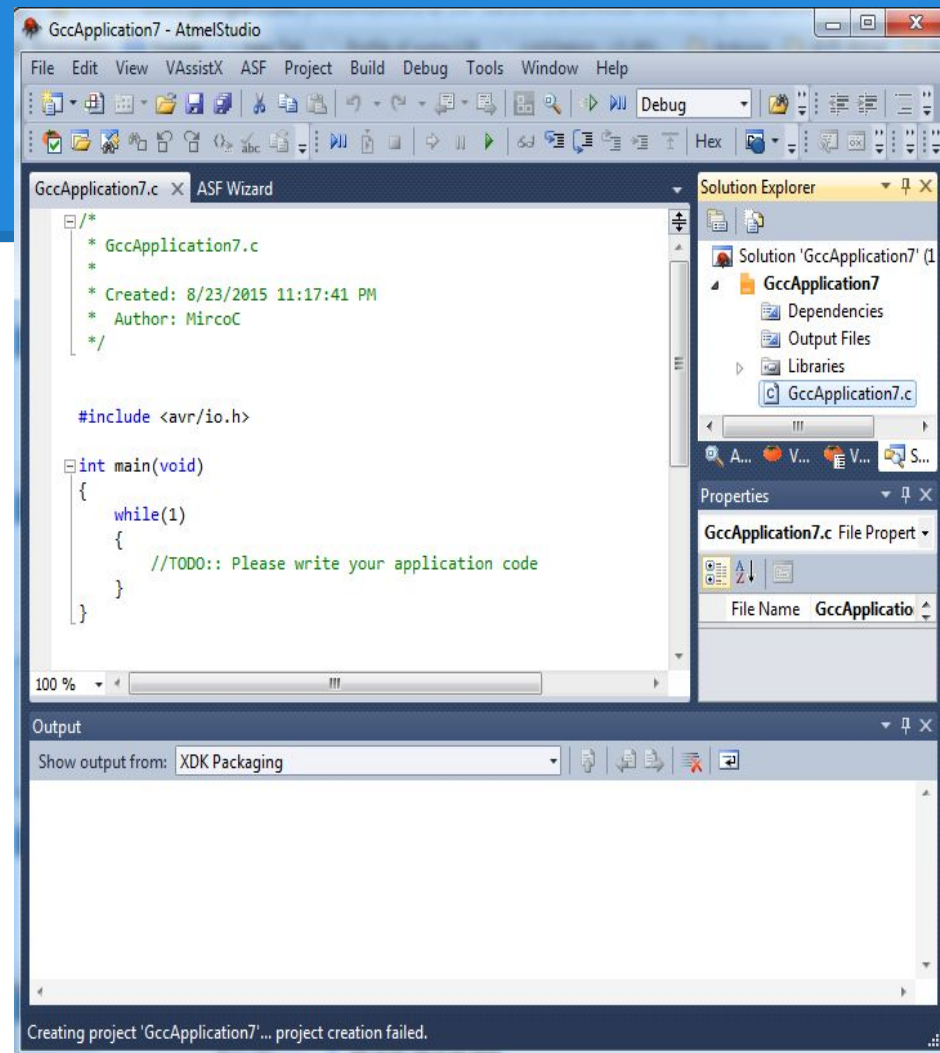 GccApplication7 - AtmelStudio
File Edit View VAssistX ASF Project Build Debug Tools Window Help
Debug
Hex
GccApplication7.c ASF Wizard
/*
* GccApplication7.c
*
* Created: 8/23/2015 11:17:41 PM
* Author: MircoC
*/
#include <avr/io.h>
int main(void)
{
while(1)
{
//TODO:: Please write your application code
}
}
100 %
Solution Explorer
Solution 'GccApplication7' (1
GccApplication7
Dependencies
Output Files
Libraries
GccApplication7.c
A... V... V... S...
Properties
GccApplication7.c File Propert
File Name GccApplicatio
Output
Show output from: XDK Packaging
Creating project 'GccApplication7'... project creation failed.